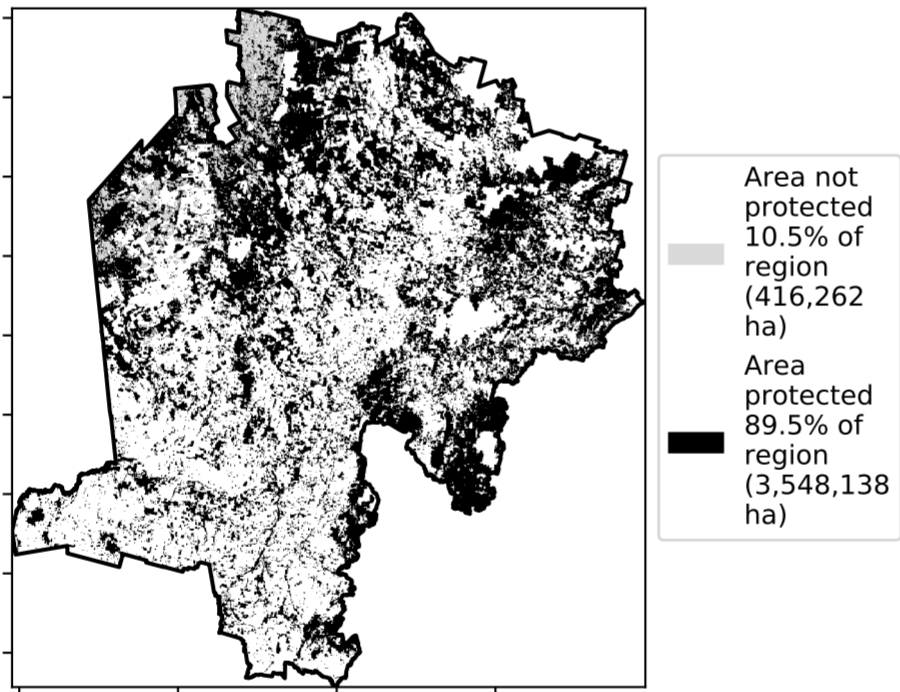 Area not
protected
10.5% of
region
(416,262
ha)
Area
protected
89.5% of
region
(3,548,138
ha)